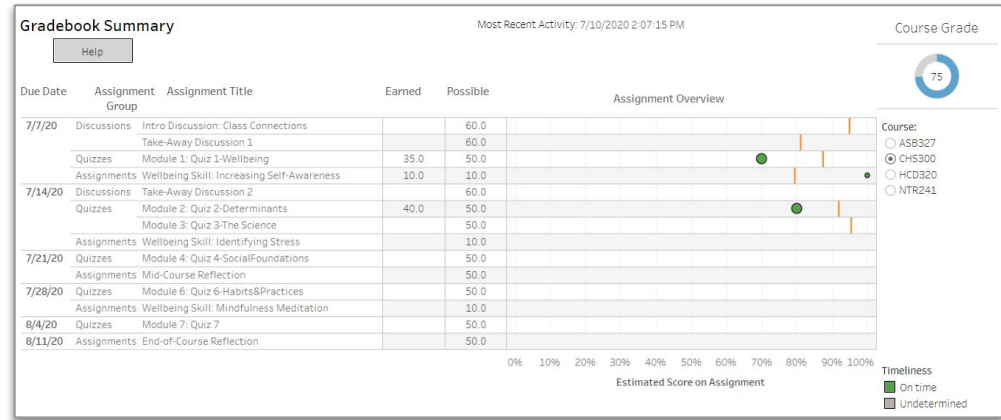 Gradebook Summary
Most Recent Activity: 7/10/2020 2:07:15 PM
Course Grade
Help
75
Due Date Assignment Group Assignment Title Earned Possible Assignment Overview
7/7/20 Discussions Intro Discussion: Class Connections 60.0
Take-Away Discussion 1 60.0
Quizzes Module 1: Quiz 1-Wellbeing 35.0 50.0
Assignments Wellbeing Skill: Increasing Self-Awareness 10.0 10.0
7/14/20 Discussions Take-Away Discussion 2 60.0
Quizzes Module 2: Quiz 2-Determinants 40.0 50.0
Module 3: Quiz 3-The Science 50.0
Assignments Wellbeing Skill: Identifying Stress 10.0
7/21/20 Quizzes Module 4: Quiz 4-SocialFoundations 50.0
Assignments Mid-Course Reflection 50.0
7/28/20 Quizzes Module 6: Quiz 6-Habits&Practices 50.0
Assignments Wellbeing Skill: Mindfulness Meditation 10.0
8/4/20 Quizzes Module 7: Quiz 7 50.0
8/11/20 Assignments End-of-Course Reflection 50.0
0% 10% 20% 30% 40% 50% 60% 70% 80% 90% 100%
Estimated Score on Assignment
Course:
ASB327
CHS300
HCD320
NTR241
Timeliness
On time
Undetermined